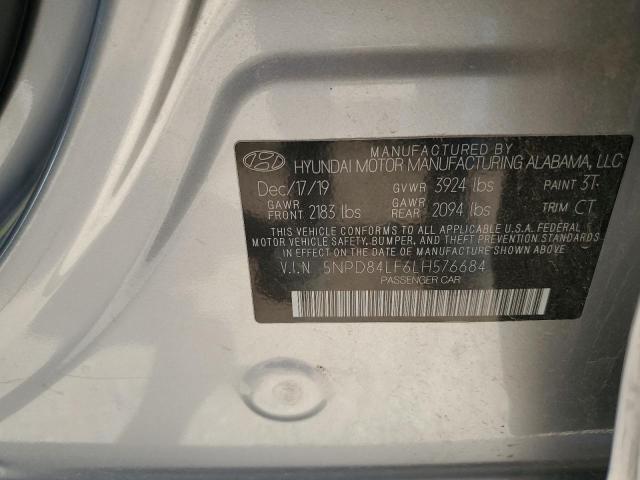 MANUFACTURED BY
HYUNDAI MOTOR MANUFACTURING ALABAMA, LLC
Dec/17/19 GVWR 3924 lbs PAINT 3T
GAWR FRONT 2183 lbs GAWR REAR 2094 lbs TRIM CT
THIS VEHICLE CONFORMS TO ALL APPLICABLE U.S.A. FEDERAL
MOTOR VEHICLE SAFETY, BUMPER, AND THEFT PREVENTION STANDARDS
IN EFFECT ON THE DATE OF MANUFACTURE SHOWN ABOVE.
V.I.N 5NPD84LF6LH576684
PASSENGER CAR